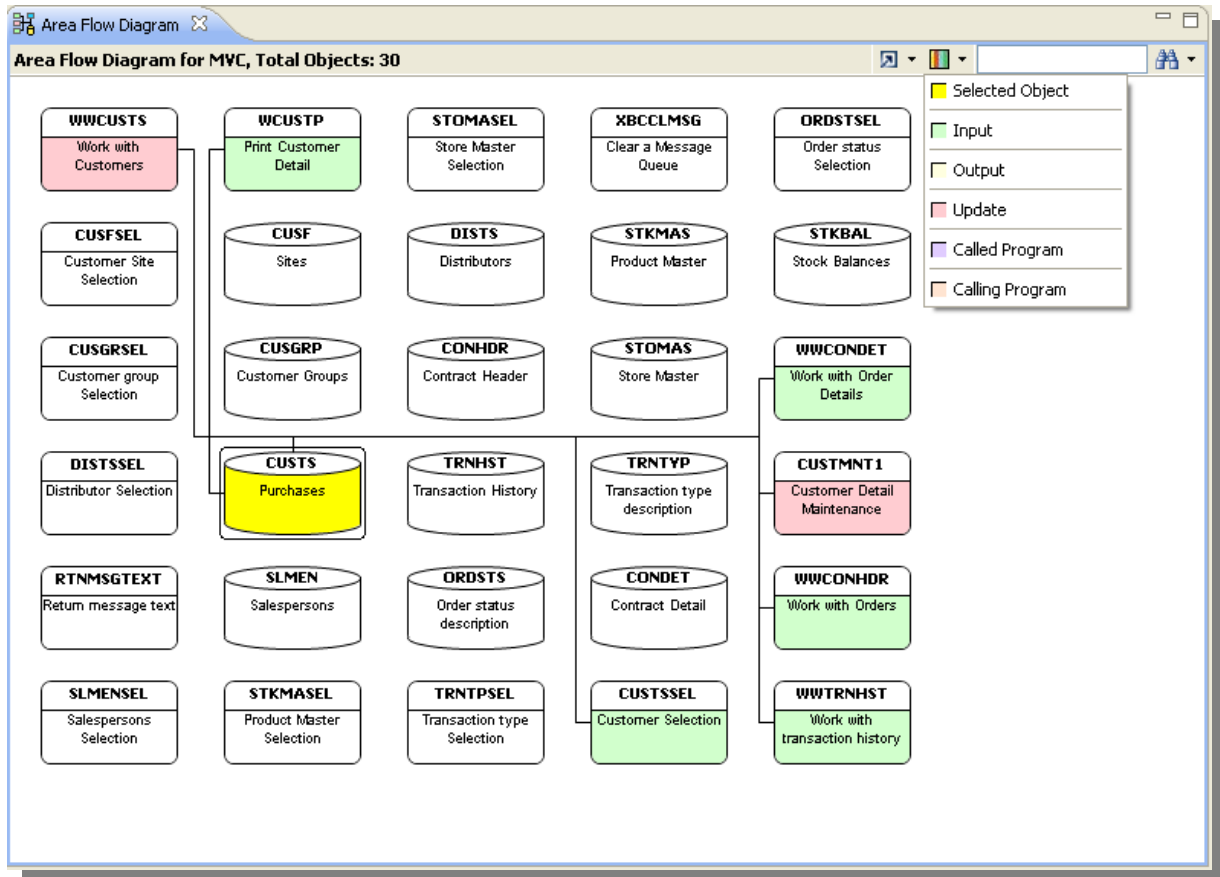 Area Flow Diagram
Area Flow Diagram for MVC, Total Objects: 30
Selected Object
Input
Output
Update
Called Program
Calling Program
WWCUSTS
Work with
Customers
WCUSTP
Print Customer
Detail
STOMASEL
Store Master
Selection
XBCCLMSG
Clear a Message
Queue
ORDSTSEL
Order status
Selection
CUSFSEL
Customer Site
Selection
CUSF
Sites
DISTS
Distributors
STKMAS
Product Master
STKBAL
Stock Balances
CUSGRSEL
Customer group
Selection
CUSGRP
Customer Groups
CONHDR
Contract Header
STOMAS
Store Master
WWCONDET
Work with Order
Details
DISTSSEL
Distributor Selection
CUSTS
Purchases
TRNHST
Transaction History
TRNTYP
Transaction type
description
CUSTMNT1
Customer Detail
Maintenance
RTNMSGTEXT
Return message text
SLMEN
Salespersons
ORDSTS
Order status
description
CONDET
Contract Detail
WWCONHDR
Work with Orders
SLMENSEL
Salespersons
Selection
STKMASEL
Product Master
Selection
TRNTPSEL
Transaction type
Selection
CUSTSSEL
Customer Selection
WWTRNHST
Work with
transaction history